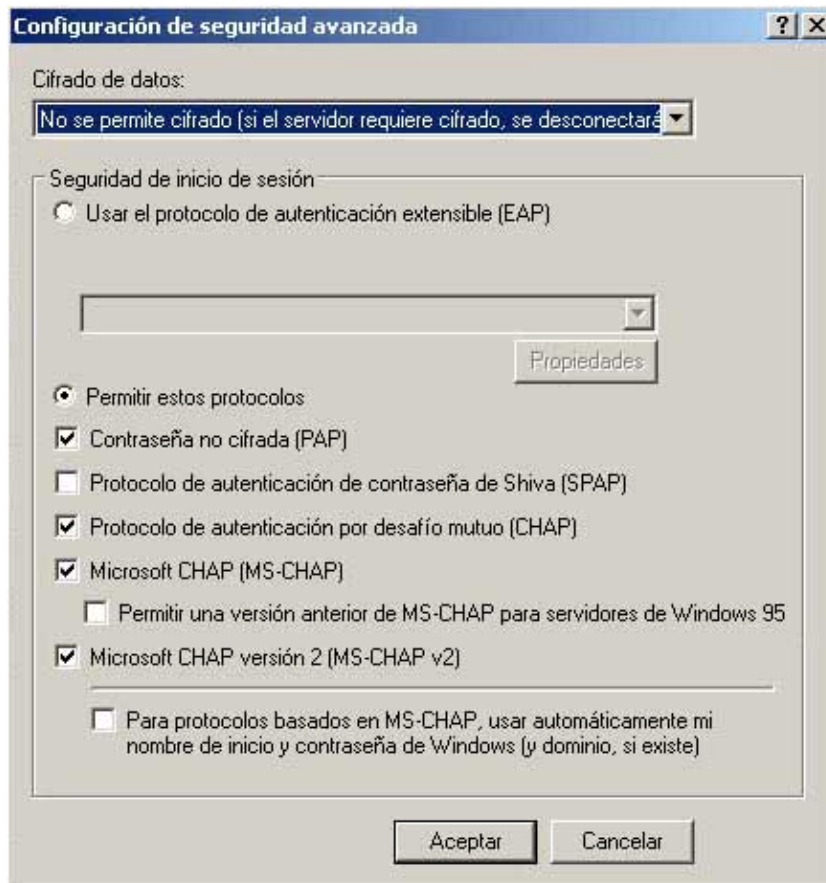 Configuración de seguridad avanzada
Cifrado de datos:
No se permite cifrado (si el servidor requiere cifrado, se desconectará
Seguridad de inicio de sesión
Usar el protocolo de autenticación extensible (EAP)
Propiedades
Permitir estos protocolos
Contraseña no cifrada (PAP)
Protocolo de autenticación de contraseña de Shiva (SPAP)
Protocolo de autenticación por desafío mutuo (CHAP)
Microsoft CHAP (MS-CHAP)
Permitir una versión anterior de MS-CHAP para servidores de Windows 95
Microsoft CHAP versión 2 (MS-CHAP v2)
Para protocolos basados en MS-CHAP, usar automáticamente mi
nombre de inicio y contraseña de Windows (y dominio, si existe)
Aceptar Cancelar